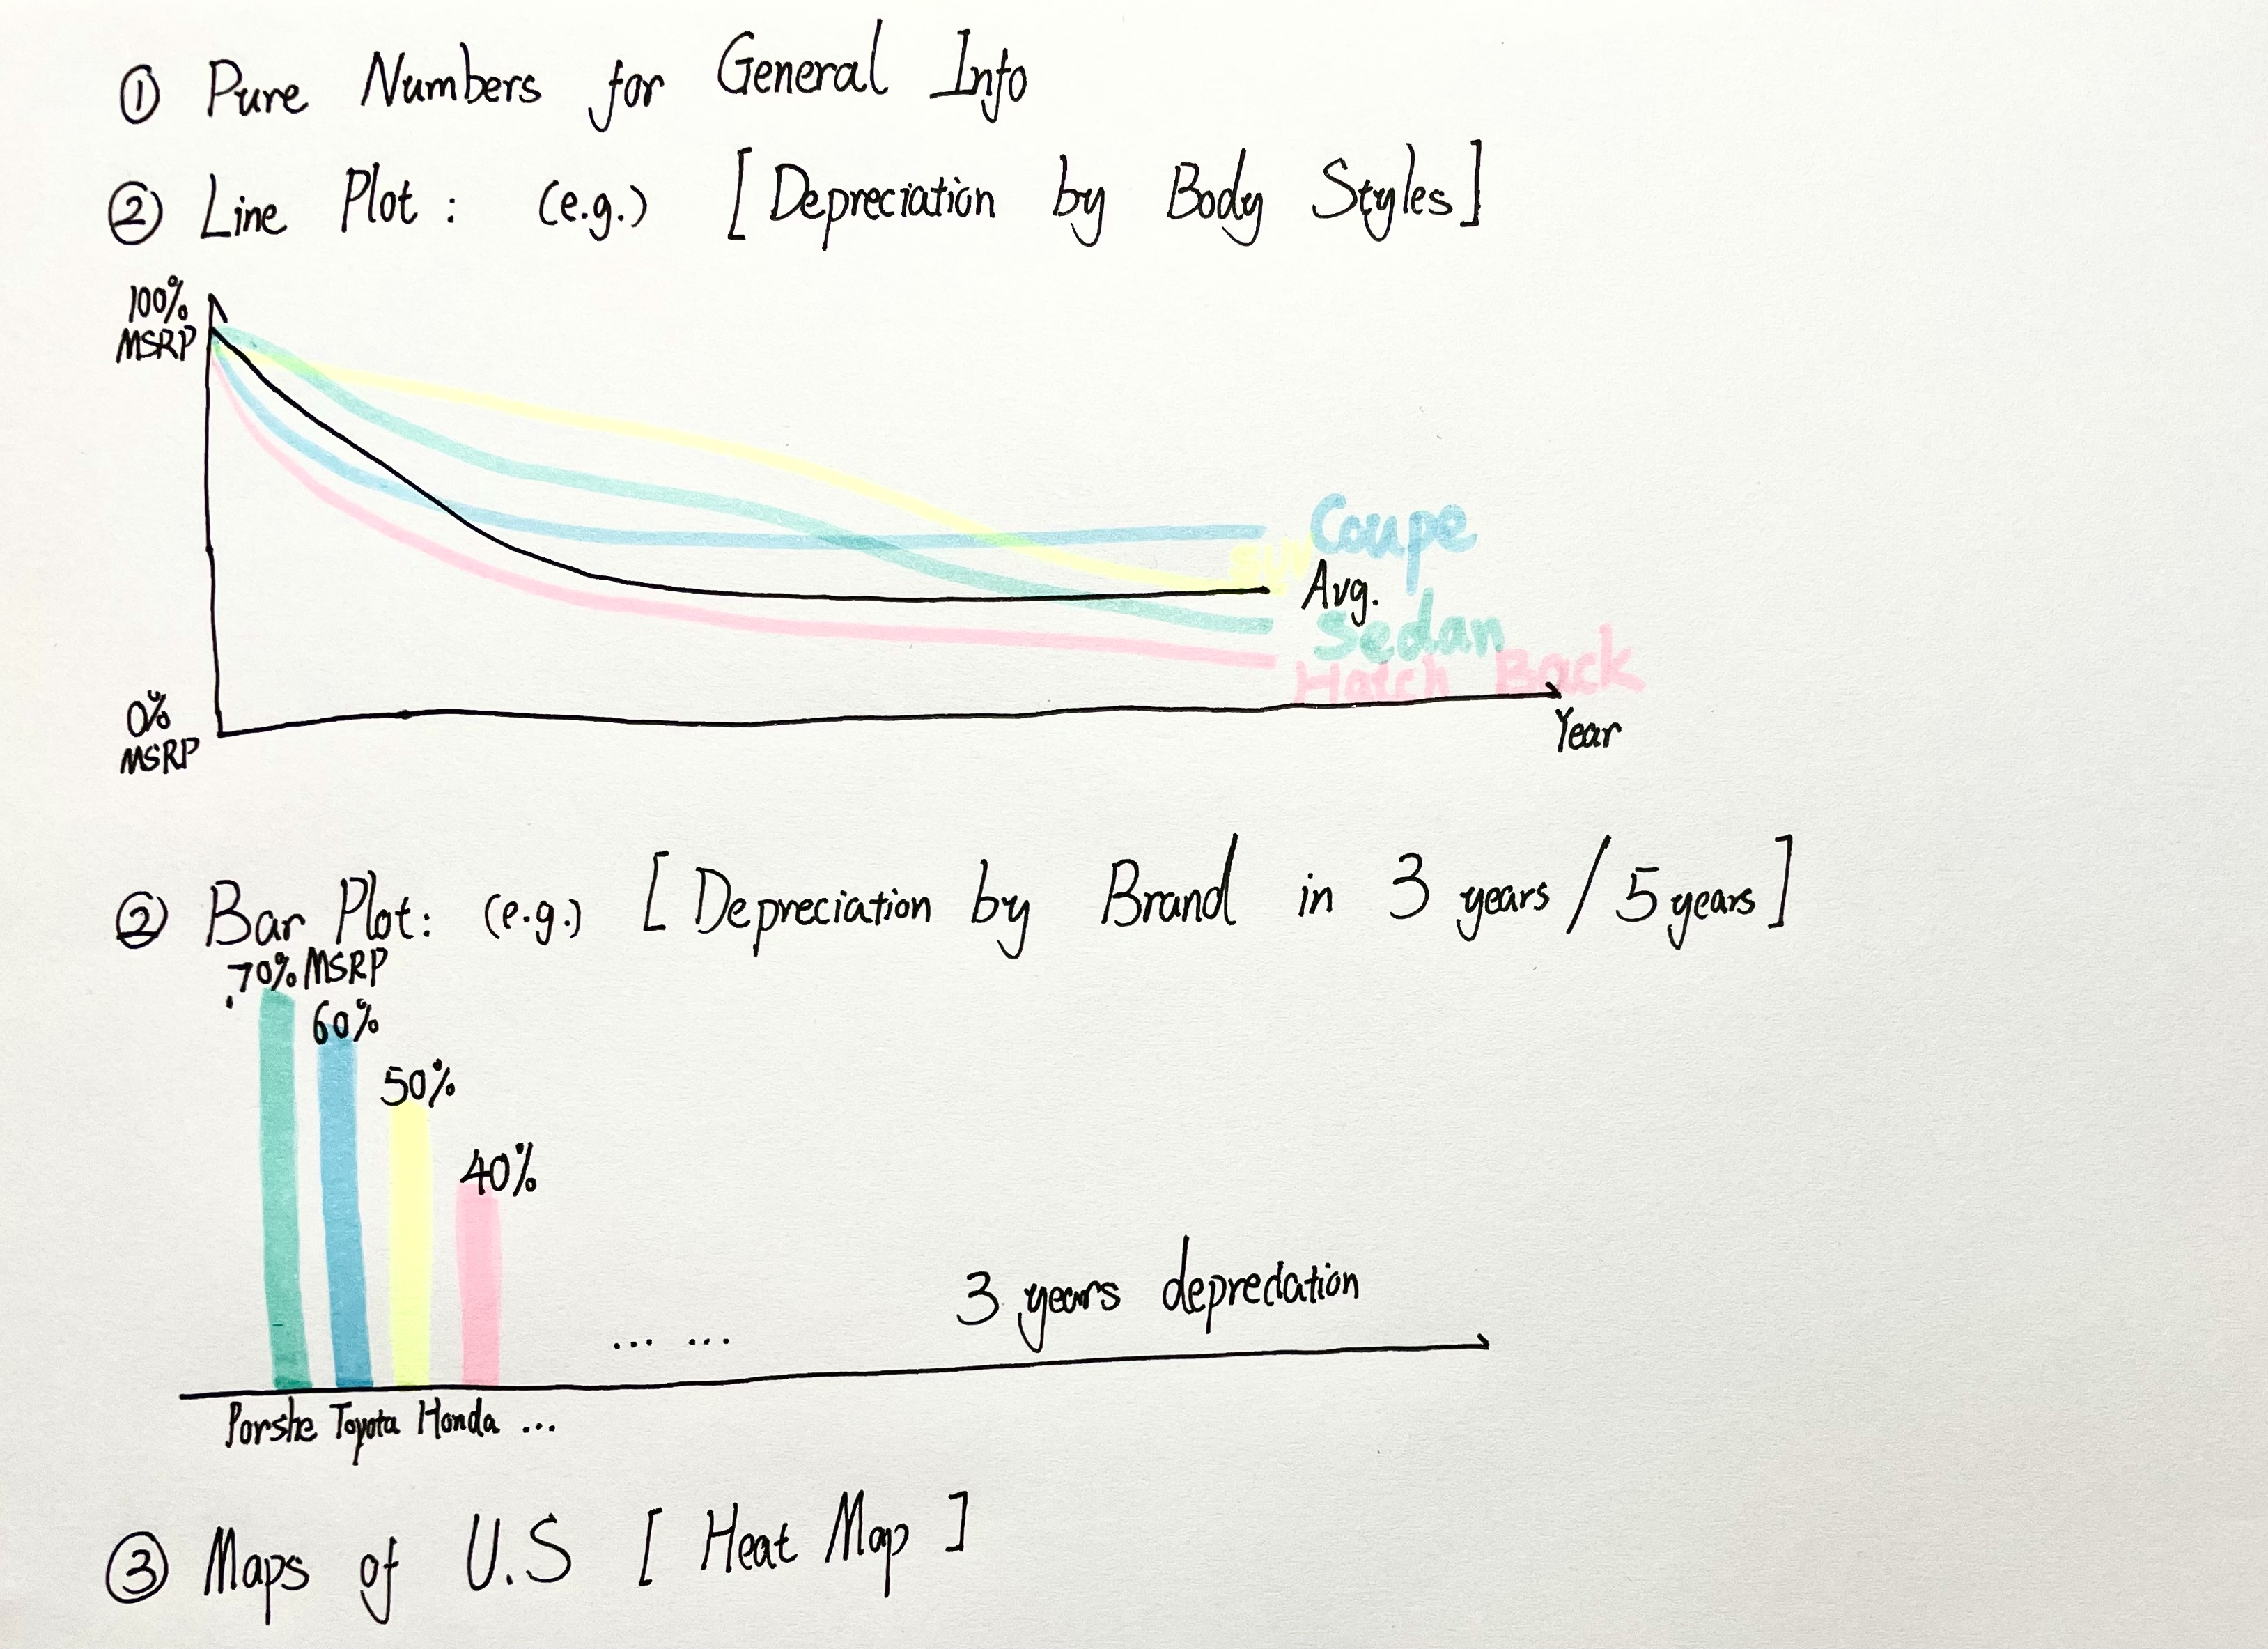 ① Pure Numbers for General Info
② Line Plot : (e.g.) [Depreciation by Body Styles]
100%
MSRP
Coupe
SUV
Avg.
Sedan
Hatch Back
0%
MSRP
Year
② Bar Plot: (e.g.) [Depreciation by Brand in 3 years / 5 years]
70% MSRP
60%
50%
40%
3 years depreciation
... ...
Porshe Toyota Honda ...
③ Maps of U.S [Heat Map]